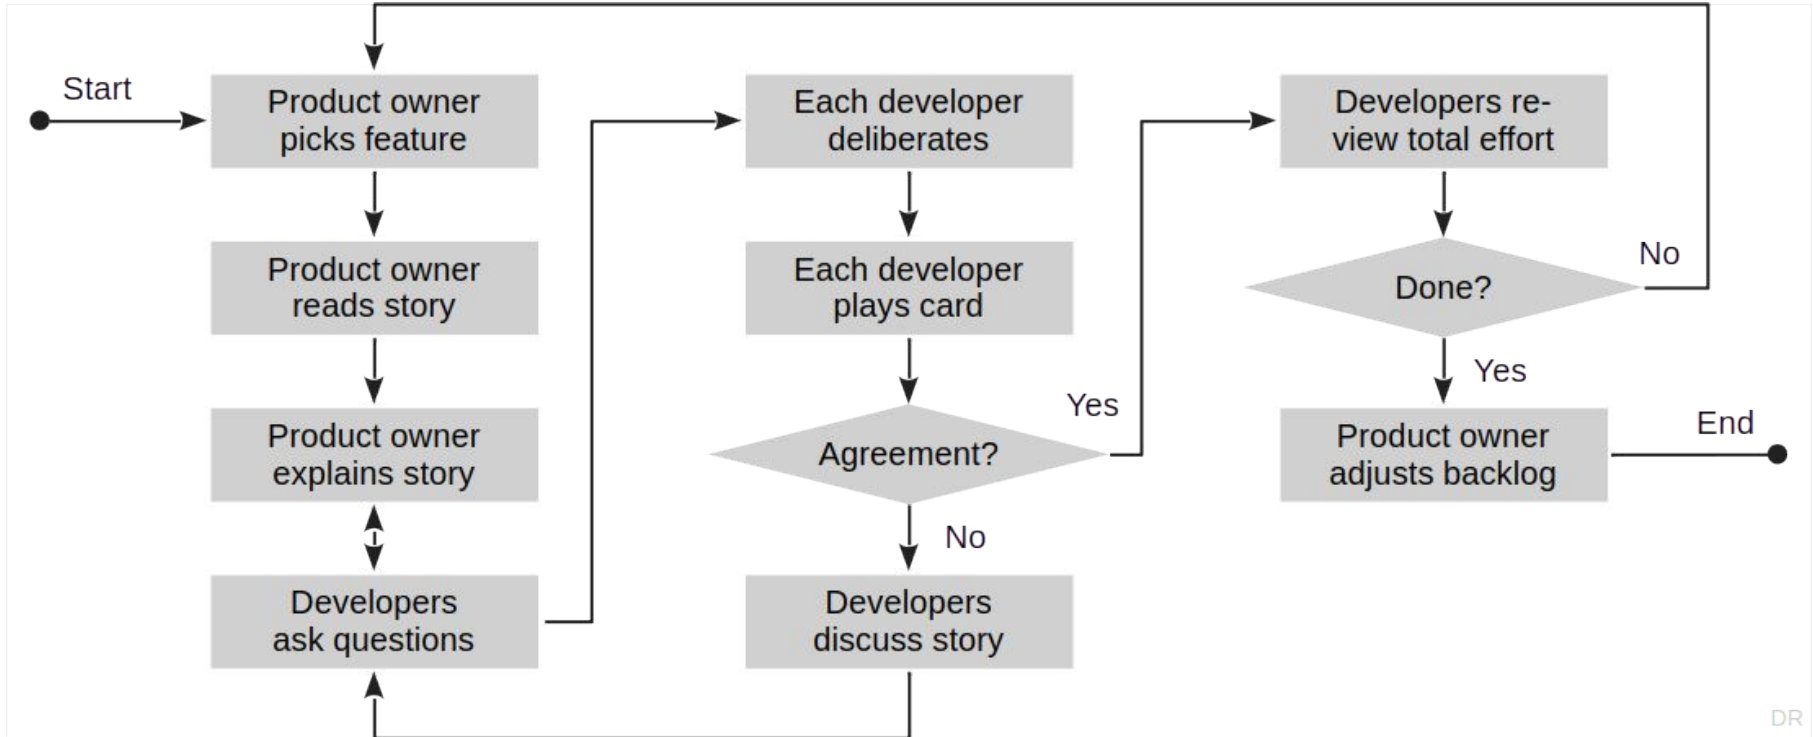 Start
Product owner
picks feature
Product owner
reads story
Product owner
explains story
Developers
ask questions
Each developer
deliberates
Each developer
plays card
Agreement?
Yes
No
Developers
discuss story
Developers re-
view total effort
Done?
No
Yes
Product owner
adjusts backlog
End
DR